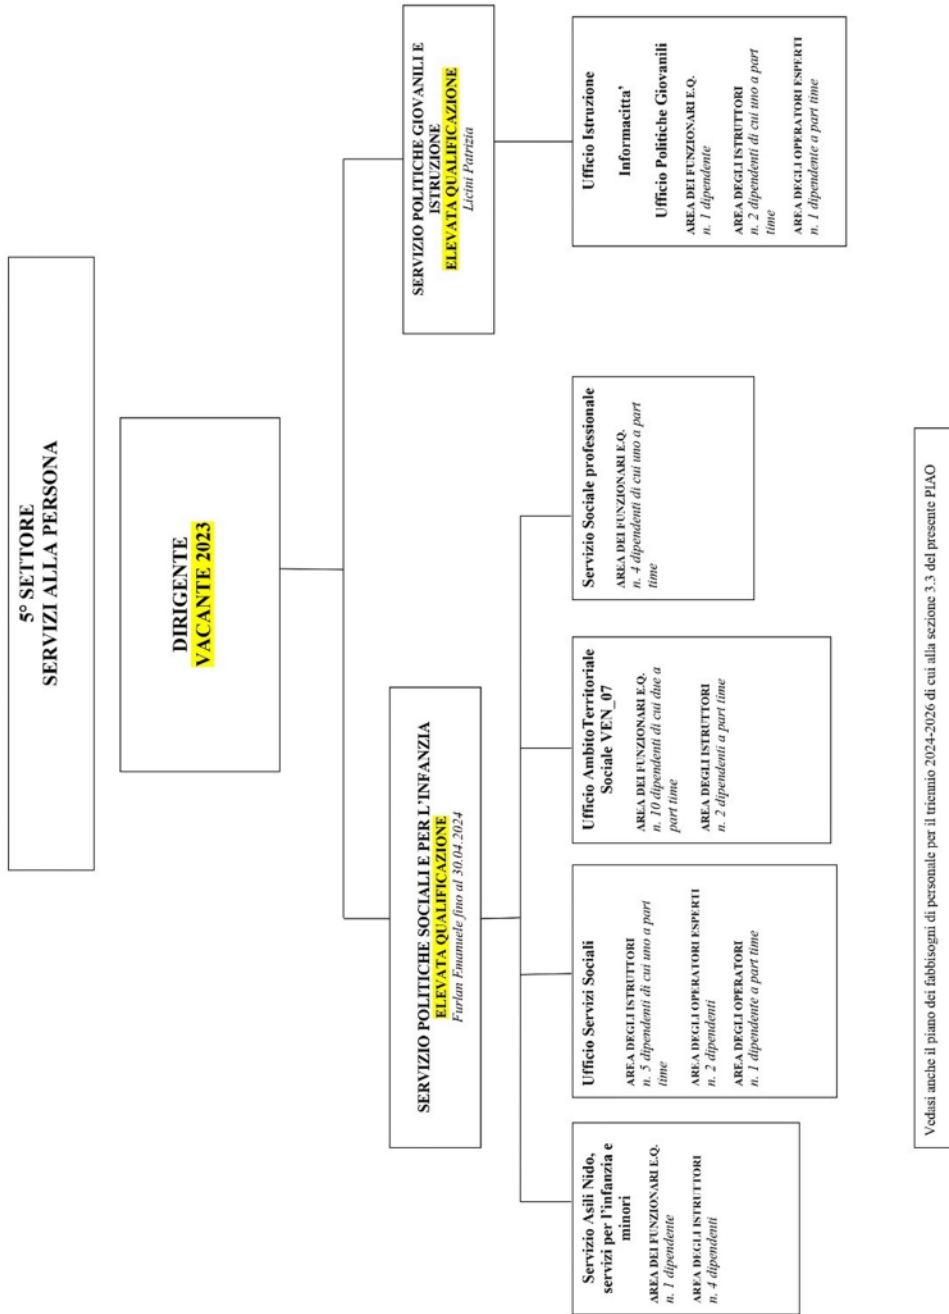 5° SETTORE
SERVIZI ALLA PERSONA
DIRIGENTE
VACANTE 2023
SERVIZIO POLITICHE SOCIALI E PER L'INFANZIA
ELEVATA QUALIFICAZIONE
Furlan Emanuele fino al 30.04.2024
SERVIZIO POLITICHE GIOVANILI E
ISTRUZIONE
ELEVATA QUALIFICAZIONE
Licini Patrizia
Servizio Asili Nido,
servizi per l'infanzia e
minori
AREA DEI FUNZIONARI E.Q.
n. 1 dipendente
AREA DEGLI ISTRUTTORI
n. 4 dipendenti
Ufficio Servizi Sociali
AREA DEGLI ISTRUTTORI
n. 5 dipendenti di cui uno a part
time
AREA DEGLI OPERATORI ESPERTI
n. 2 dipendenti
AREA DEGLI OPERATORI
n. 1 dipendente a part time
Ufficio AmbitoTerritoriale
Sociale VEN_07
AREA DEI FUNZIONARI E.Q.
n. 10 dipendenti di cui due a
part time
AREA DEGLI ISTRUTTORI
n. 2 dipendenti a part time
Servizio Sociale professionale
AREA DEI FUNZIONARI E.Q.
n. 4 dipendenti di cui uno a part
time
Ufficio Istruzione
Informacitta'
Ufficio Politiche Giovanili
AREA DEI FUNZIONARI E.Q.
n. 1 dipendente
AREA DEGLI ISTRUTTORI
n. 2 dipendenti di cui uno a part
time
AREA DEGLI OPERATORI ESPERTI
n. 1 dipendente a part time
Vedasi anche il piano dei fabbisogni di personale per il triennio 2024-2026 di cui alla sezione 3.3 del presente PIAO